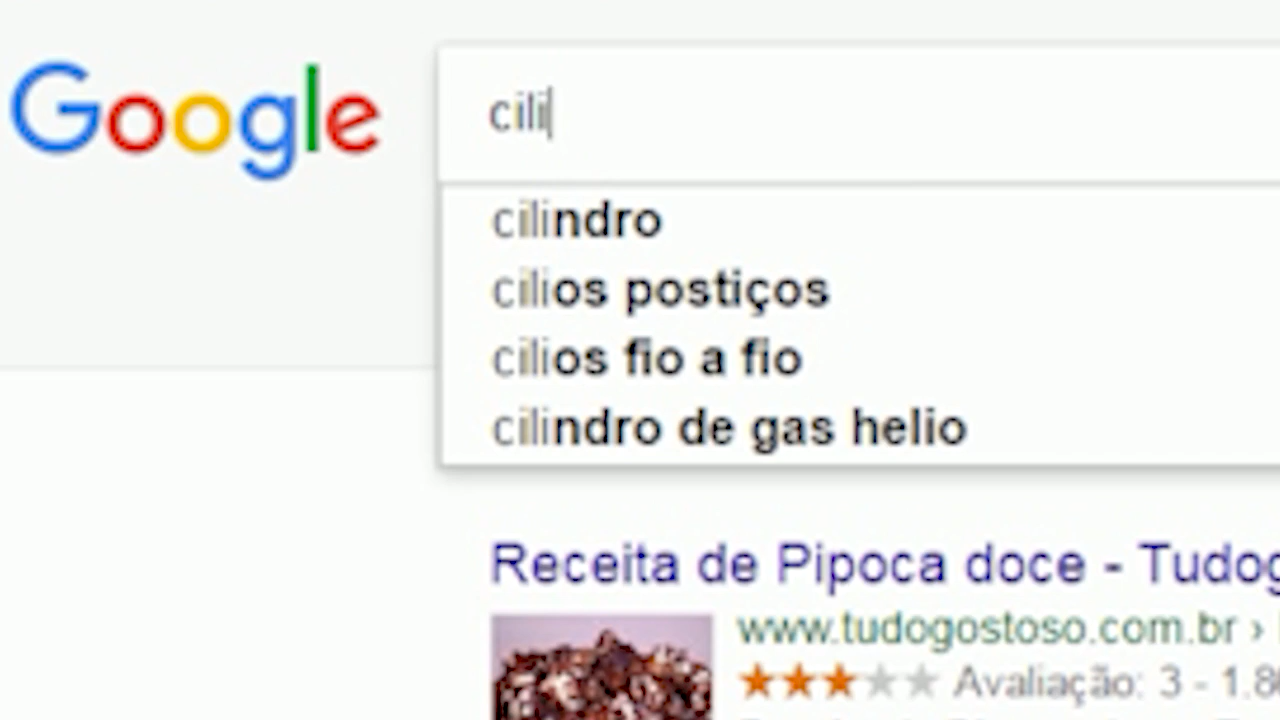 Google
cili
cilindro
cilios postiços
cilios fio a fio
cilindro de gas helio
Receita de Pipoca doce - Tudog
www.tudogostoso.com.br ›
Avaliação: 3 - 1.8